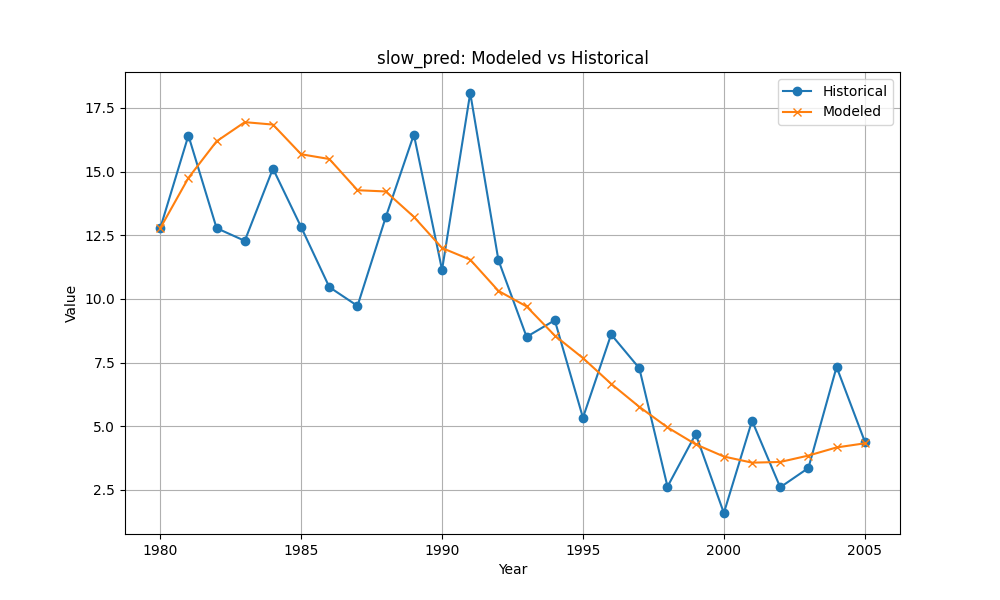 slow_pred: Modeled vs Historical
Historical
Modeled
17.5
15.0
12.5
10.0
7.5
5.0
2.5
Value
1980
1985
1990
1995
2000
2005
Year